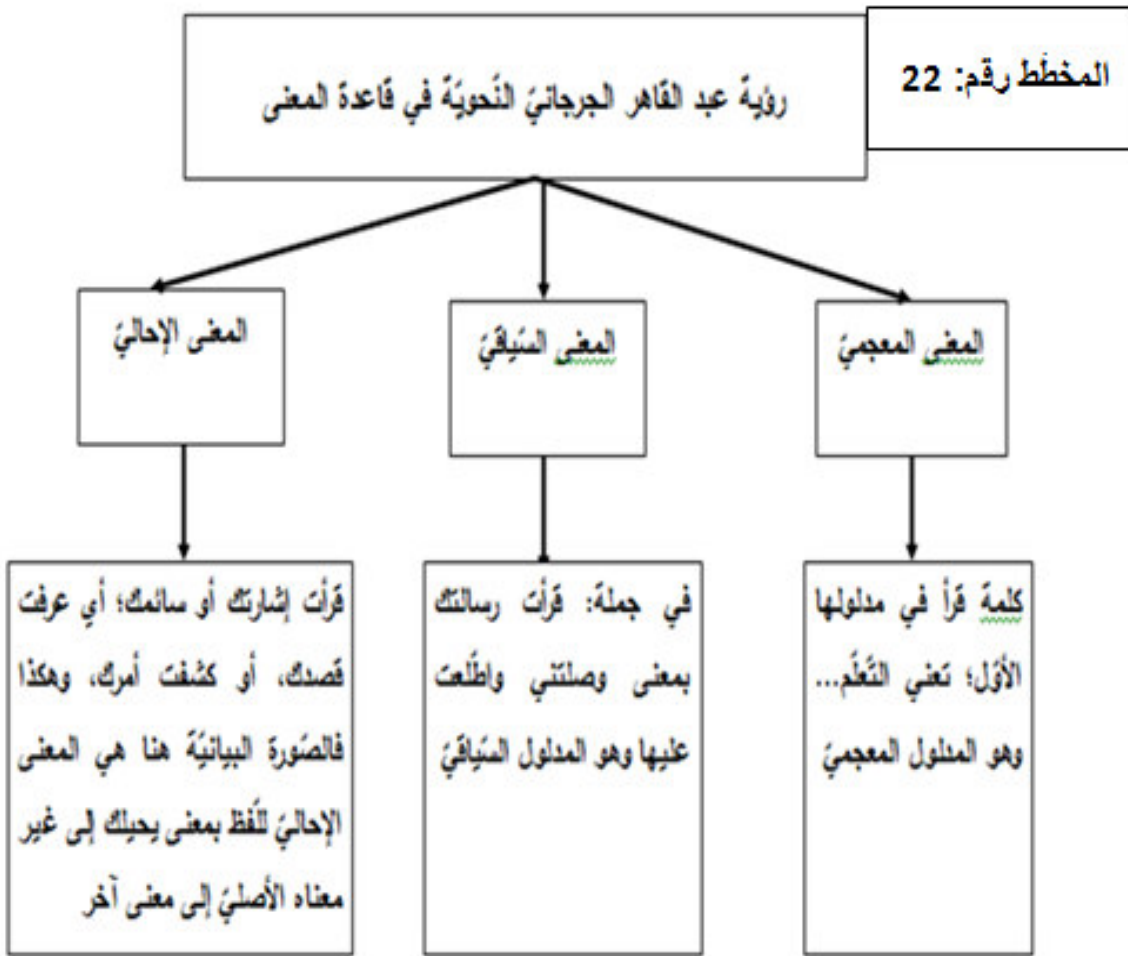 المخطّط رقم: 22
رؤية عبد القاهر الجرجانيّ النّحويّة في قاعدة المعنى
المعنى المعجميّ
المعنى السّياقيّ
المعنى الإحاليّ
كلمة قرأ في مدلولها
الأوّل؛ تعني التّعلّم...
وهو المدلول المعجميّ
في جملة: قرأت رسالتك
بمعنى وصلتني واطّلعت
عليها وهو المدلول السّياقيّ
قرأت إشارتك أو سائمك؛ أي عرفت
قصدك، أو كشفت أمرك، وهكذا
فالصّورة البيانيّة هنا هي المعنى
الإحاليّ للّفظ بمعنى يحيلك إلى غير
معناه الأصليّ إلى معنى آخر